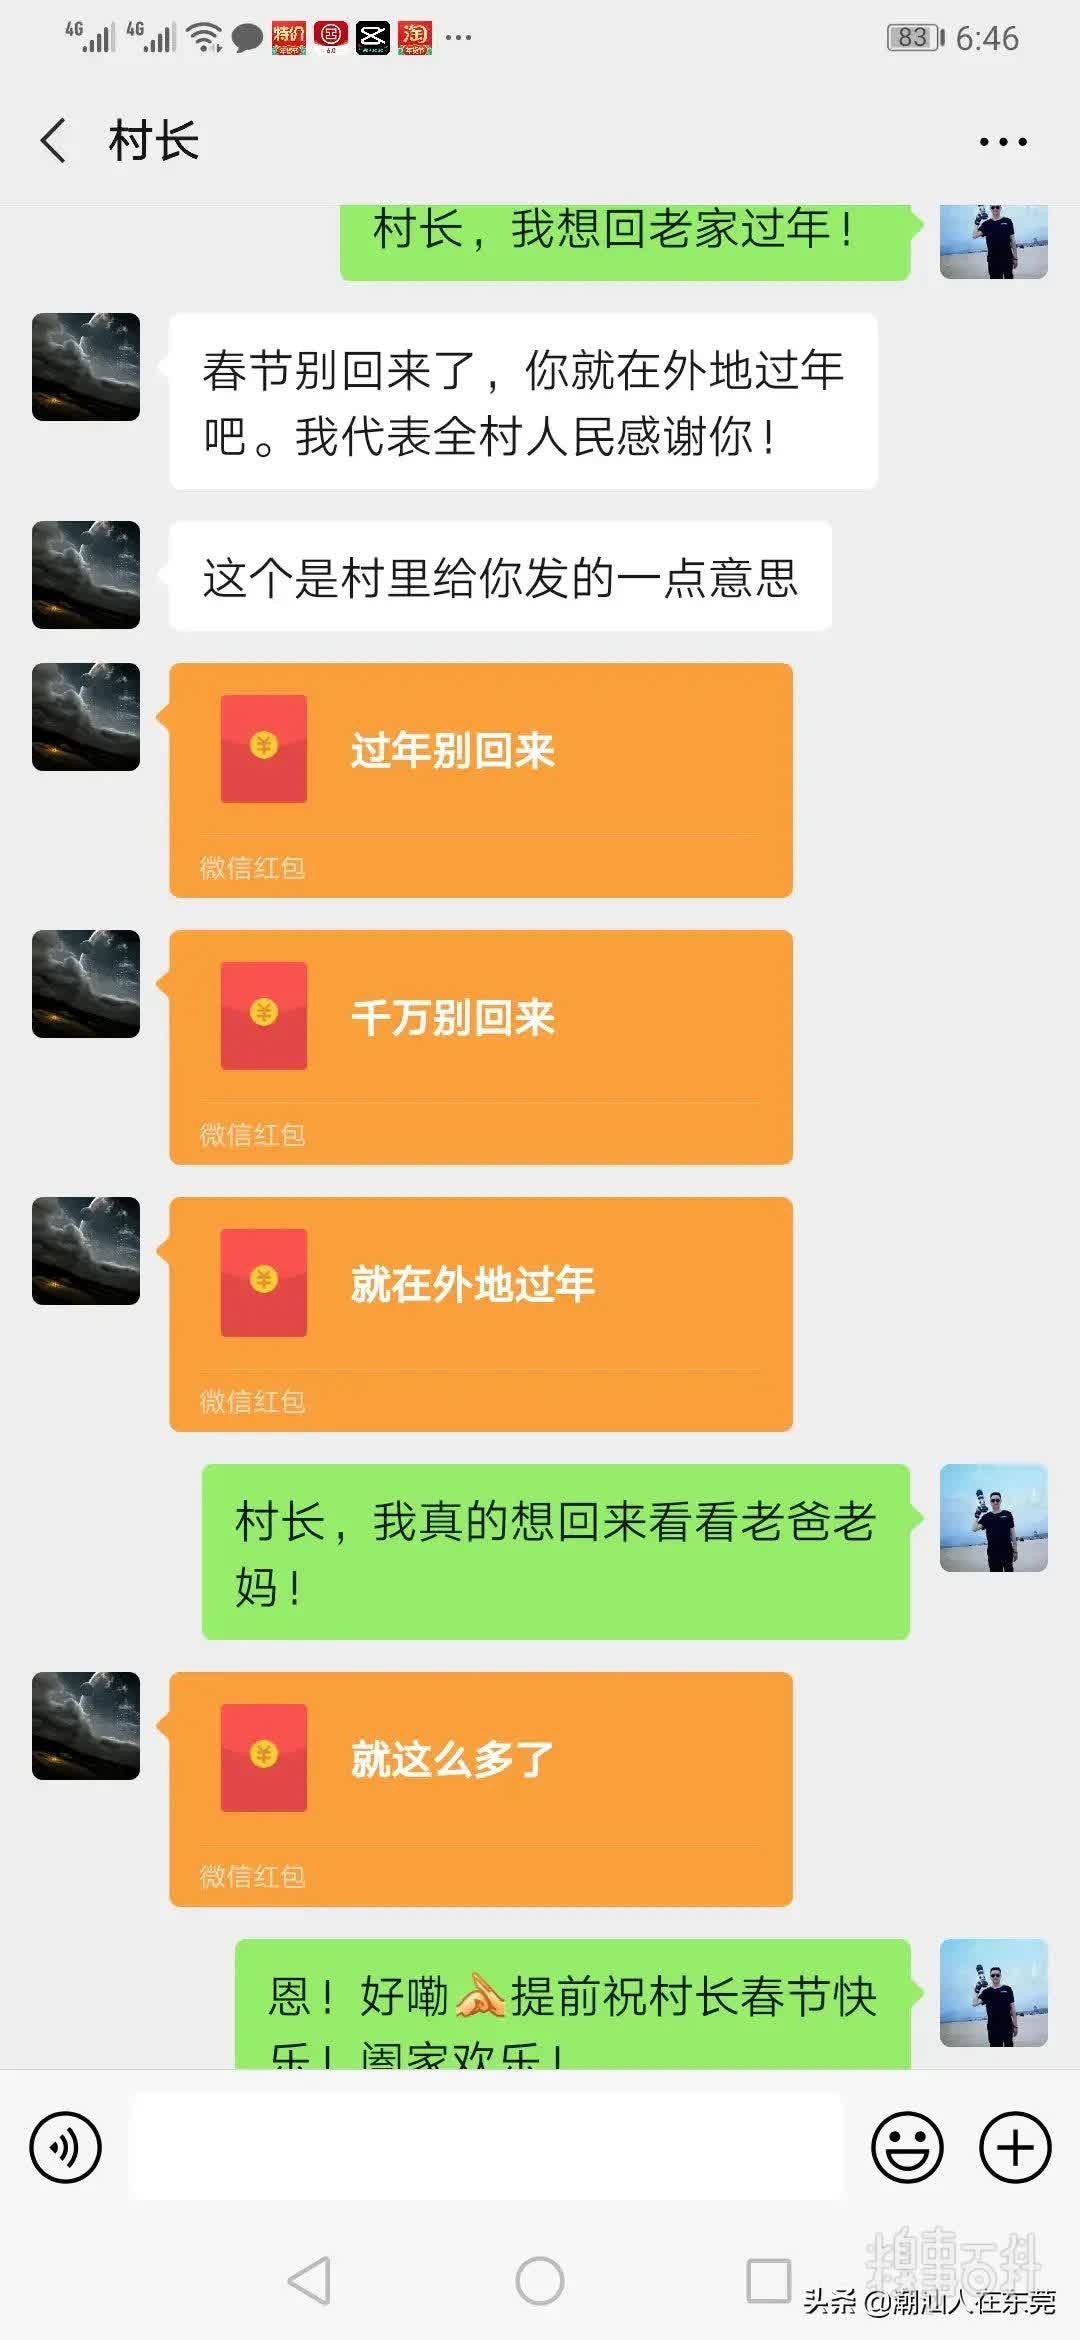 4G 4G 特价 淘 83 6:46
村长
村长，我想回老家过年！
春节别回来了，你就在外地过年
吧。我代表全村人民感谢你！
这个是村里给你发的一点意思
过年别回来
微信红包
千万别回来
微信红包
就在外地过年
微信红包
村长，我真的想回来看看老爸老
妈！
就这么多了
微信红包
恩！好嘞提前祝村长春节快
乐！阖家欢乐！
头条 @潮汕人在东莞